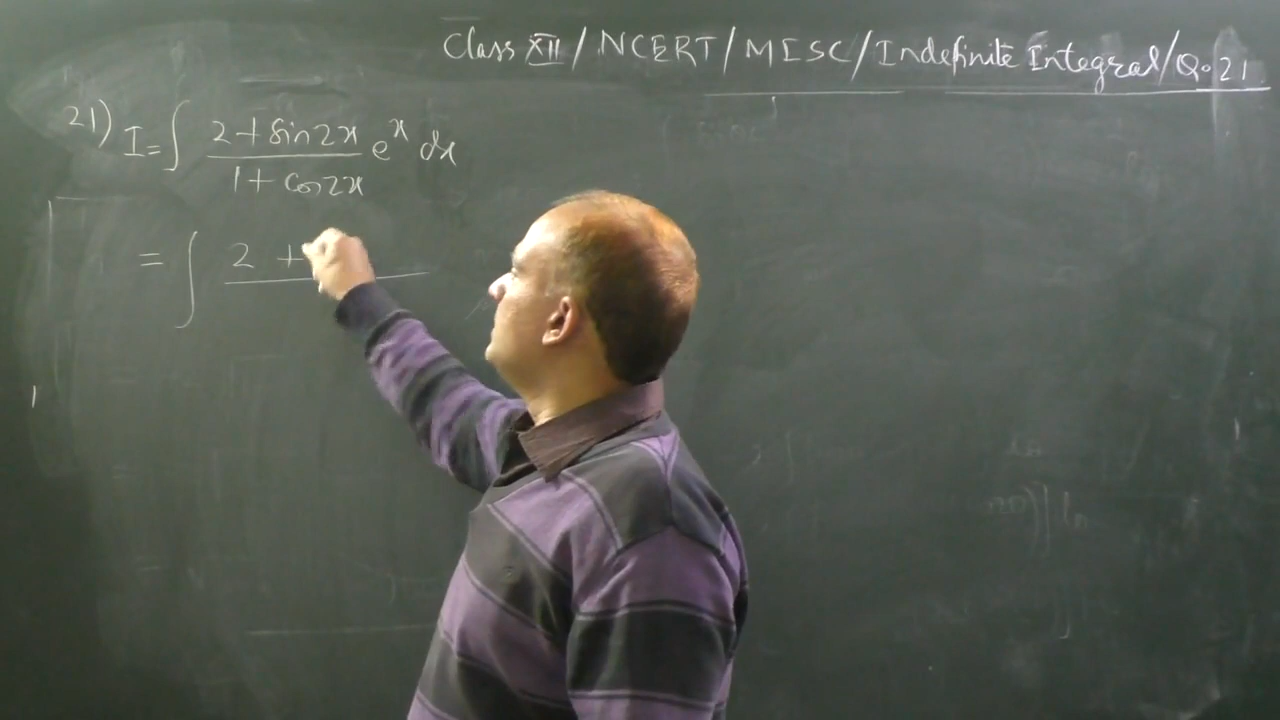 Class XII / NCERT / MISC / Indefinite Integral / Q. 21
21) I = ∫ (2 + sin2x)/(1 + cos2x) e^x dx
= ∫ 2 +